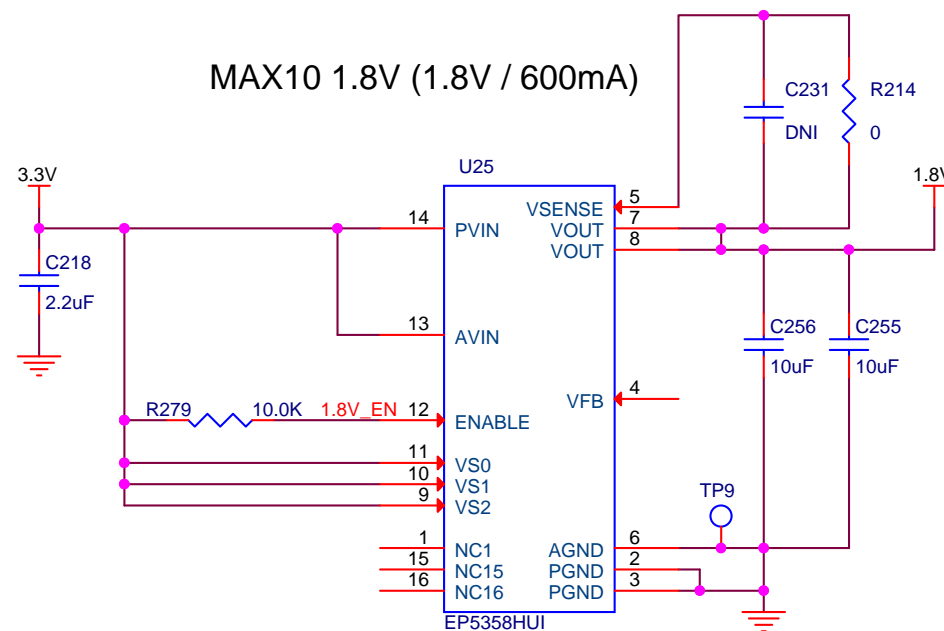 MAX10 1.8V (1.8V / 600mA)
C231
DNI
R214
0
U25
3.3V
1.8V
C218
2.2uF
14 PVIN
13 AVIN
R279 10.0K 1.8V_EN 12 ENABLE
11 VS0
10 VS1
9 VS2
1 NC1
15 NC15
16 NC16
VSENSE 5
VOUT 7
VOUT 8
VFB 4
AGND 6
PGND 2
PGND 3
C256
10uF
C255
10uF
TP9
EP5358HUI